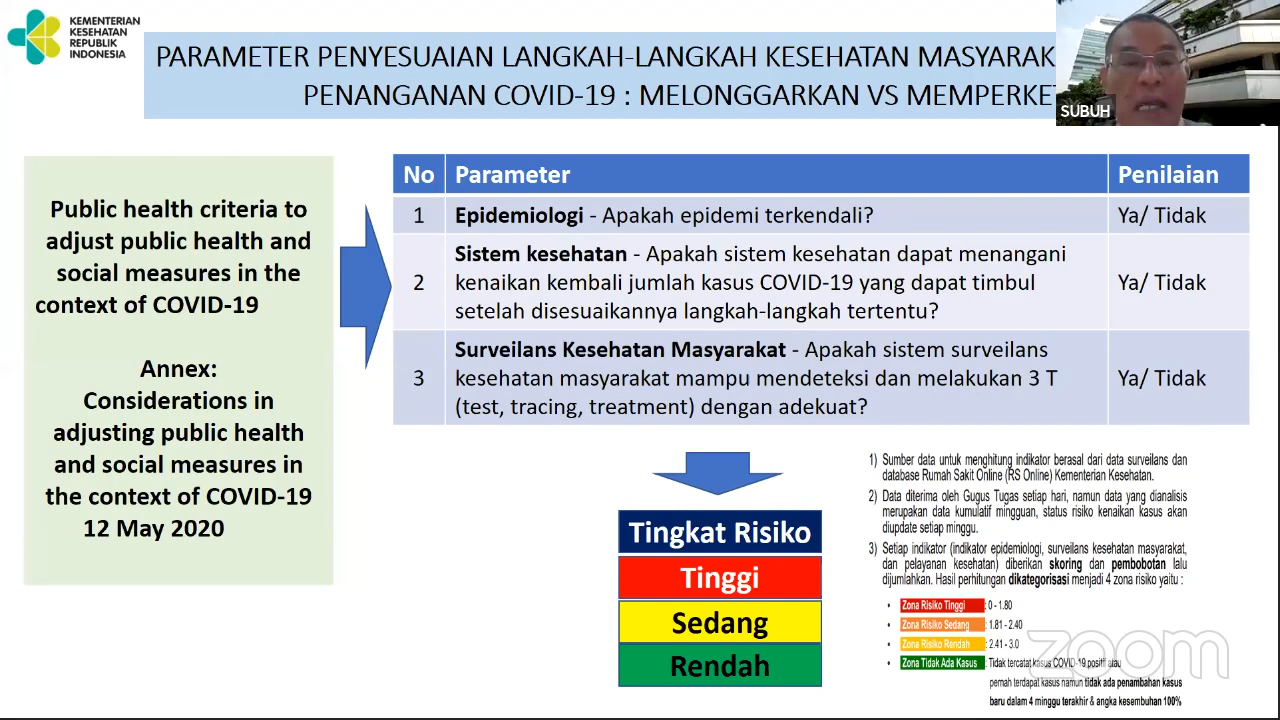 KEMENTERIAN
KESEHATAN
REPUBLIK
INDONESIA
PARAMETER PENYESUAIAN LANGKAH-LANGKAH KESEHATAN MASYARAK
PENANGANAN COVID-19 : MELONGGARKAN VS MEMPERKET
SUBUH
Public health criteria to
adjust public health and
social measures in the
context of COVID-19
Annex:
Considerations in
adjusting public health
and social measures in
the context of COVID-19
12 May 2020
No Parameter Penilaian
1 Epidemiologi - Apakah epidemi terkendali? Ya/ Tidak
Sistem kesehatan - Apakah sistem kesehatan dapat menangani
2 kenaikan kembali jumlah kasus COVID-19 yang dapat timbul Ya/ Tidak
setelah disesuaikannya langkah-langkah tertentu?
Surveilans Kesehatan Masyarakat - Apakah sistem surveilans
3 kesehatan masyarakat mampu mendeteksi dan melakukan 3 T Ya/ Tidak
(test, tracing, treatment) dengan adekuat?
Tingkat Risiko
Tinggi
Sedang
Rendah
1) Sumber data untuk menghitung indikator berasal dari data surveilans dan
database Rumah Sakit Online (RS Online) Kementerian Kesehatan.
2) Data diterima oleh Gugus Tugas setiap hari, namun data yang dianalisis
merupakan data kumulatif mingguan, status risiko kenaikan kasus akan
diupdate setiap minggu.
3) Setiap indikator (indikator epidemiologi, surveilans kesehatan masyarakat,
dan pelayanan kesehatan) diberikan skoring dan pembobotan lalu
dijumlahkan. Hasil perhitungan dikategorisasi menjadi 4 zona risiko yaitu :
• Zona Risiko Tinggi : 0 - 1.80
• Zona Risiko Sedang : 1.81 - 2.40
• Zona Risiko Rendah : 2.41 - 3.0
• Zona Tidak Ada Kasus : Tidak tercatat kasus COVID-19 positif atau
pernah terdapat kasus namun tidak ada penambahan kasus
baru dalam 4 minggu terakhir & angka kesembuhan 100%
zoom